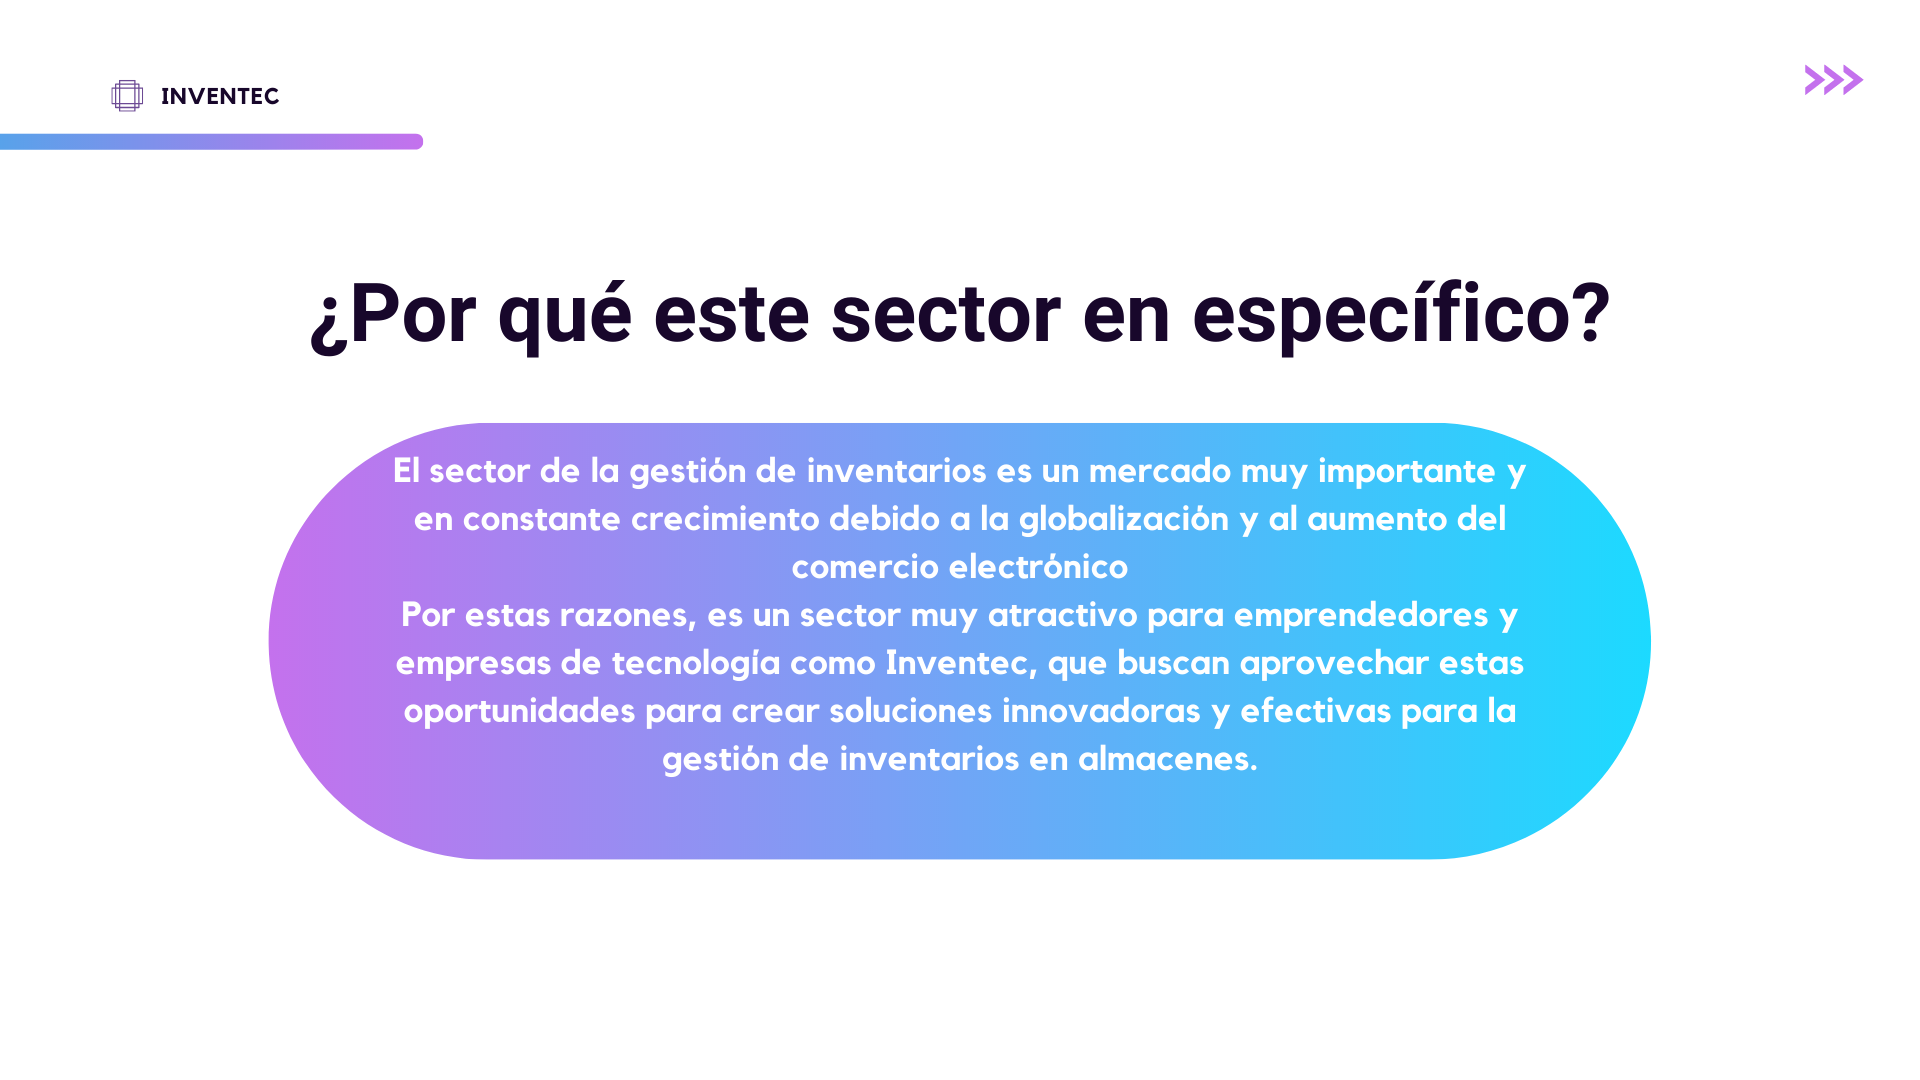 INVENTEC
¿Por qué este sector en específico?
El sector de la gestión de inventarios es un mercado muy importante y
en constante crecimiento debido a la globalización y al aumento del
comercio electrónico
Por estas razones, es un sector muy atractivo para emprendedores y
empresas de tecnología como Inventec, que buscan aprovechar estas
oportunidades para crear soluciones innovadoras y efectivas para la
gestión de inventarios en almacenes.